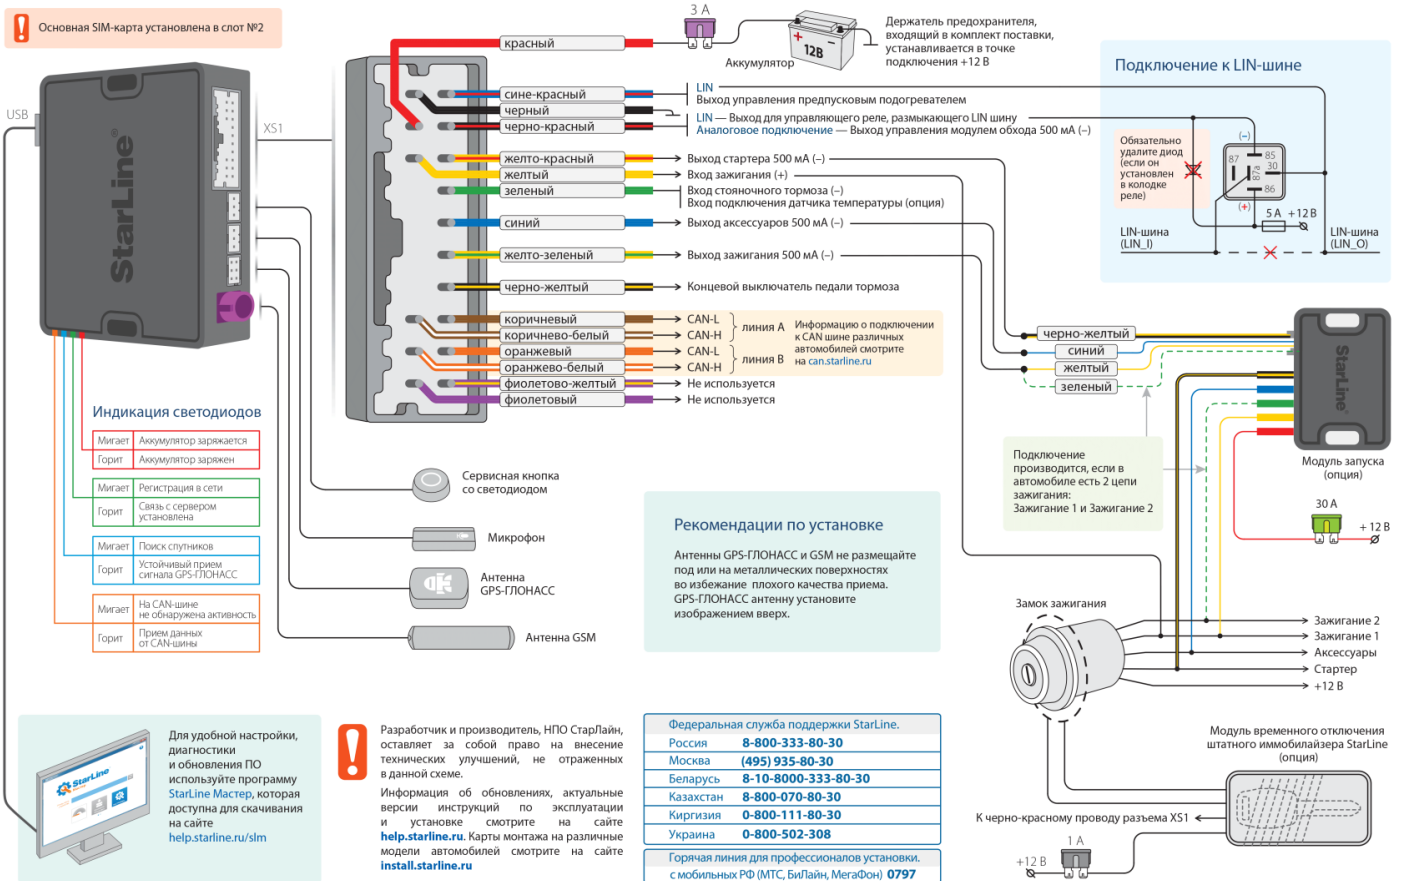 Основная SIM-карта установлена в слот №2
USB
XS1
StarLine®
3 А
красный
12В
Аккумулятор
Держатель предохранителя,
входящий в комплект поставки,
устанавливается в точке
подключения +12 В
сине-красный
LIN
Выход управления предпусковым подогревателем
черный
LIN — Выход для управляющего реле, размыкающего LIN шину
черно-красный
Аналоговое подключение — Выход управления модулем обхода 500 мА (–)
желто-красный
Выход стартера 500 мА (–)
желтый
Вход зажигания (+)
зеленый
Вход стояночного тормоза (–)
Вход подключения датчика температуры (опция)
синий
Выход аксессуаров 500 мА (–)
желто-зеленый
Выход зажигания 500 мА (–)
черно-желтый
Концевой выключатель педали тормоза
коричневый
CAN-L
коричнево-белый
CAN-H
линия А
оранжевый
CAN-L
оранжево-белый
CAN-H
линия В
Информацию о подключении
к CAN шине различных
автомобилей смотрите
на can.starline.ru
фиолетово-желтый
Не используется
фиолетовый
Не используется
Подключение к LIN-шине
Обязательно
удалите диод
(если он
установлен
в колодке
реле)
(–)
87
85
30
87a
86
(+)
5 А
+12 В
LIN-шина
(LIN_I)
LIN-шина
(LIN_O)
черно-желтый
синий
желтый
зеленый
StarLine®
Модуль запуска
(опция)
30 А
+ 12 В
Подключение
производится, если в
автомобиле есть 2 цепи
зажигания:
Зажигание 1 и Зажигание 2
Индикация светодиодов
Мигает Аккумулятор заряжается
Горит Аккумулятор заряжен
Мигает Регистрация в сети
Горит Связь с сервером
установлена
Мигает Поиск спутников
Горит Устойчивый прием
сигнала GPS-ГЛОНАСС
Мигает На CAN-шине
не обнаружена активность
Горит Прием данных
от CAN-шины
Сервисная кнопка
со светодиодом
Микрофон
Антенна
GPS-ГЛОНАСС
Антенна GSM
Рекомендации по установке
Антенны GPS-ГЛОНАСС и GSM не размещайте
под или на металлических поверхностях
во избежание плохого качества приема.
GPS-ГЛОНАСС антенну установите
изображением вверх.
Замок зажигания
Зажигание 2
Зажигание 1
Аксессуары
Стартер
+12 В
Модуль временного отключения
штатного иммобилайзера StarLine
(опция)
К черно-красному проводу разъема XS1
1 А
+12 В
StarLine
Для удобной настройки,
диагностики
и обновления ПО
используйте программу
StarLine Мастер, которая
доступна для скачивания
на сайте
help.starline.ru/slm
Разработчик и производитель, НПО СтарЛайн,
оставляет за собой право на внесение
технических улучшений, не отраженных
в данной схеме.
Информация об обновлениях, актуальные
версии инструкций по эксплуатации
и установке смотрите на сайте
help.starline.ru. Карты монтажа на различные
модели автомобилей смотрите на сайте
install.starline.ru
Федеральная служба поддержки StarLine.
Россия 8-800-333-80-30
Москва (495) 935-80-30
Беларусь 8-10-8000-333-80-30
Казахстан 8-800-070-80-30
Киргизия 0-800-111-80-30
Украина 0-800-502-308
Горячая линия для профессионалов установки.
с мобильных РФ (МТС, БиЛайн, МегаФон) 0797